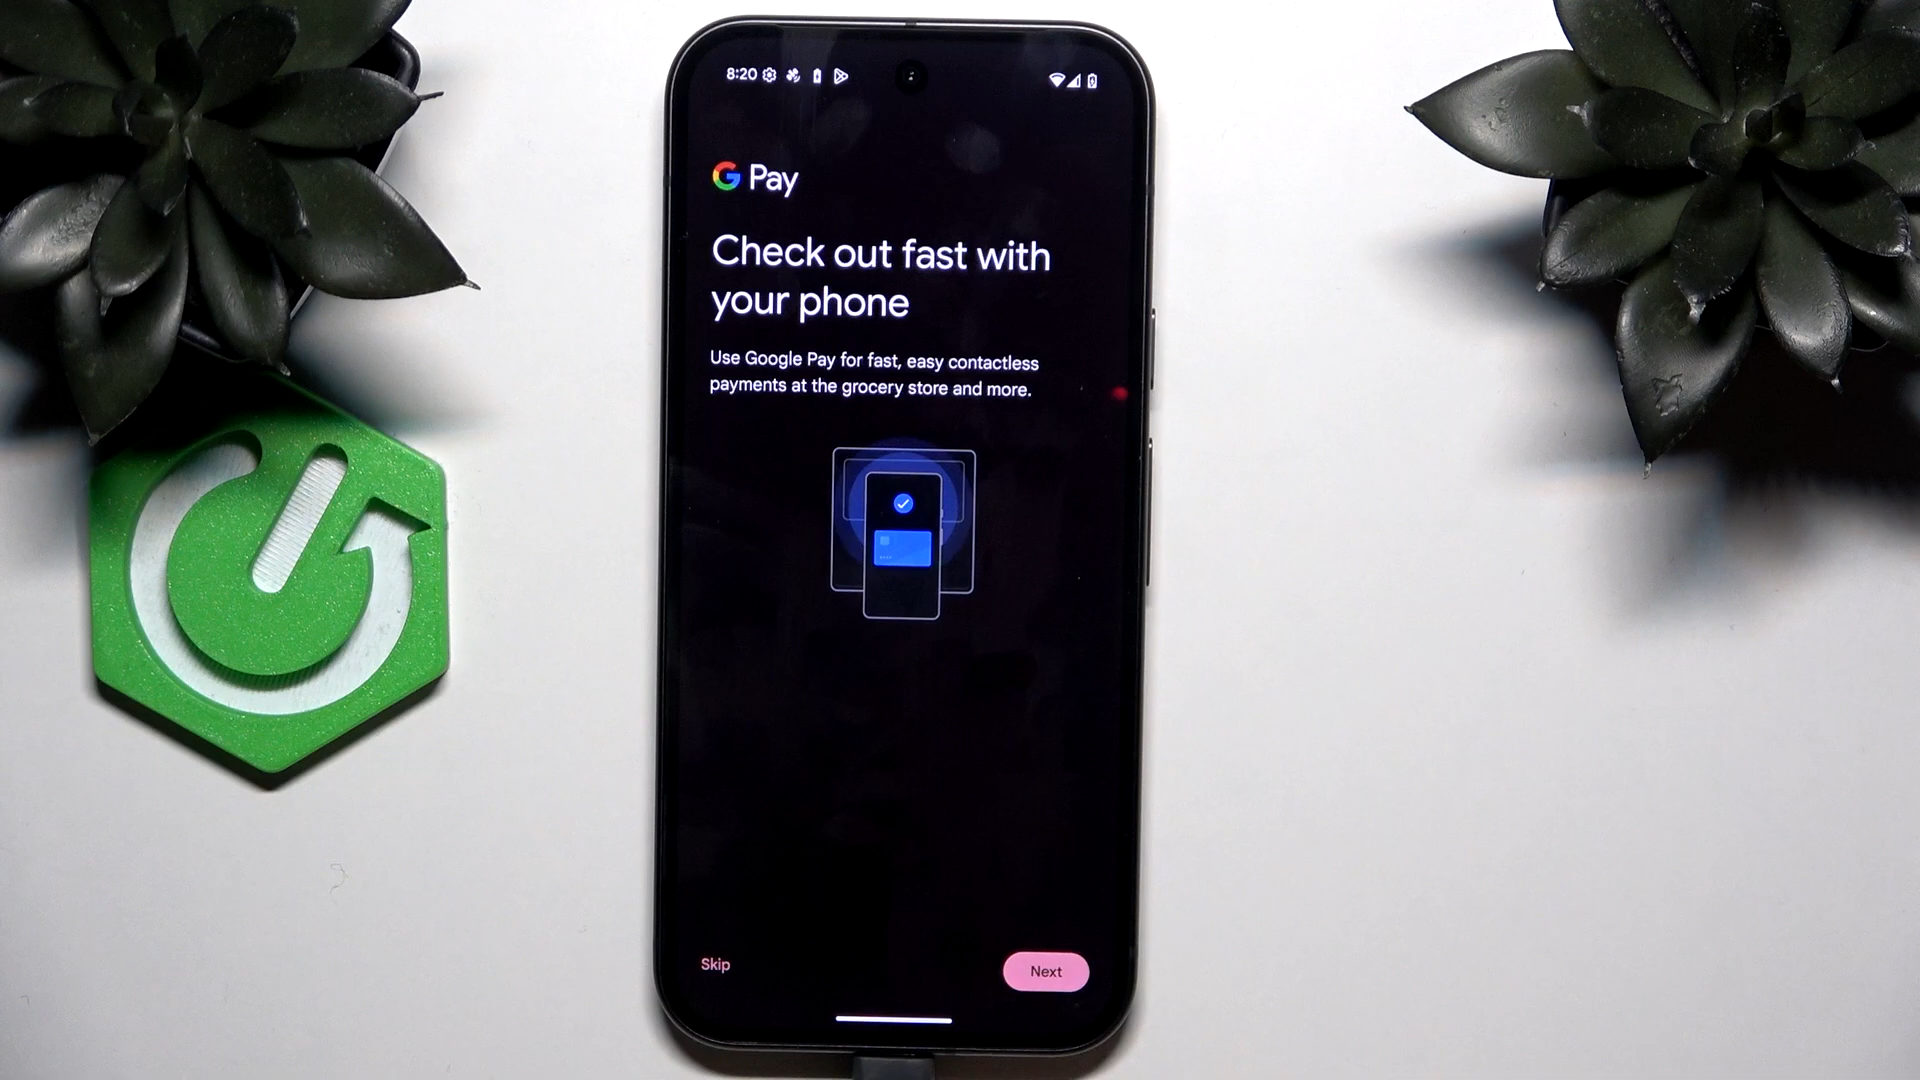 8:20
G Pay
Check out fast with
your phone
Use Google Pay for fast, easy contactless
payments at the grocery store and more.
Skip
Next